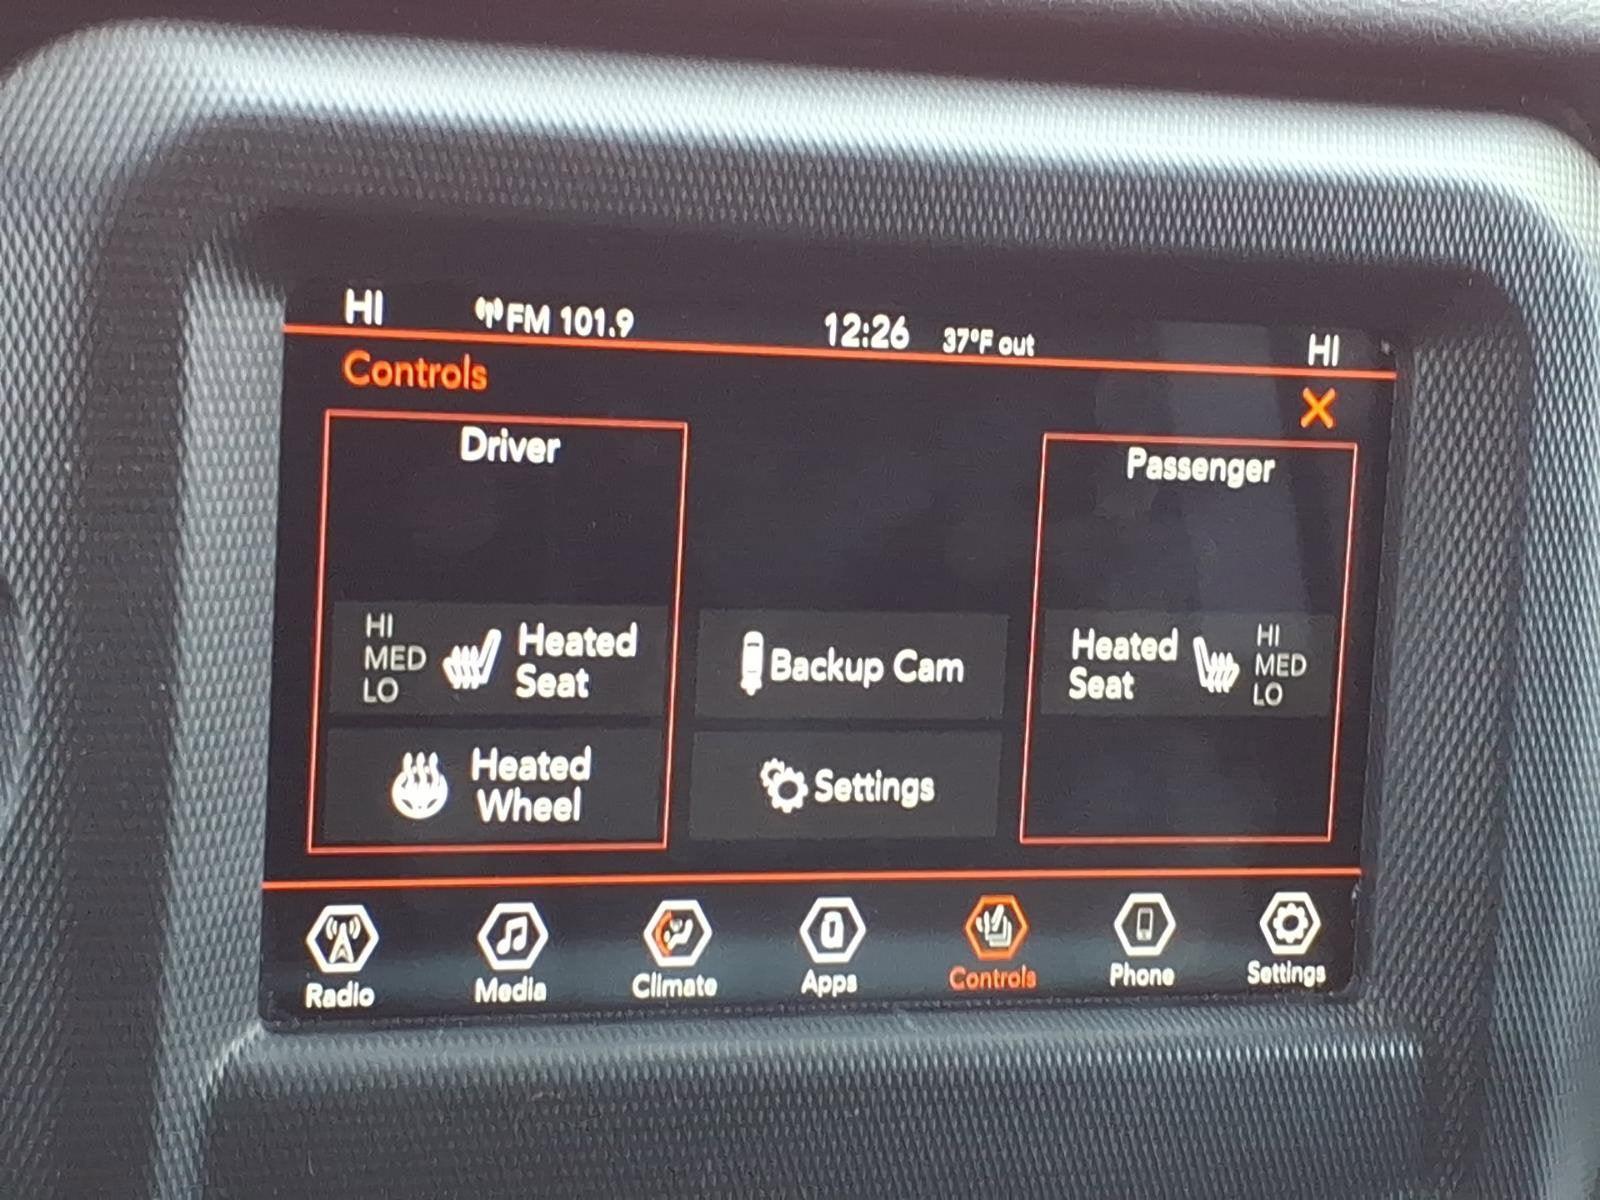 HI FM 101.9 12:26 37°F out HI
Controls
Driver
Passenger
HI
MED
LO
Heated
Seat
Backup Cam
Heated
Seat
HI
MED
LO
Heated
Wheel
Settings
Radio Media Climate Apps Controls Phone Settings